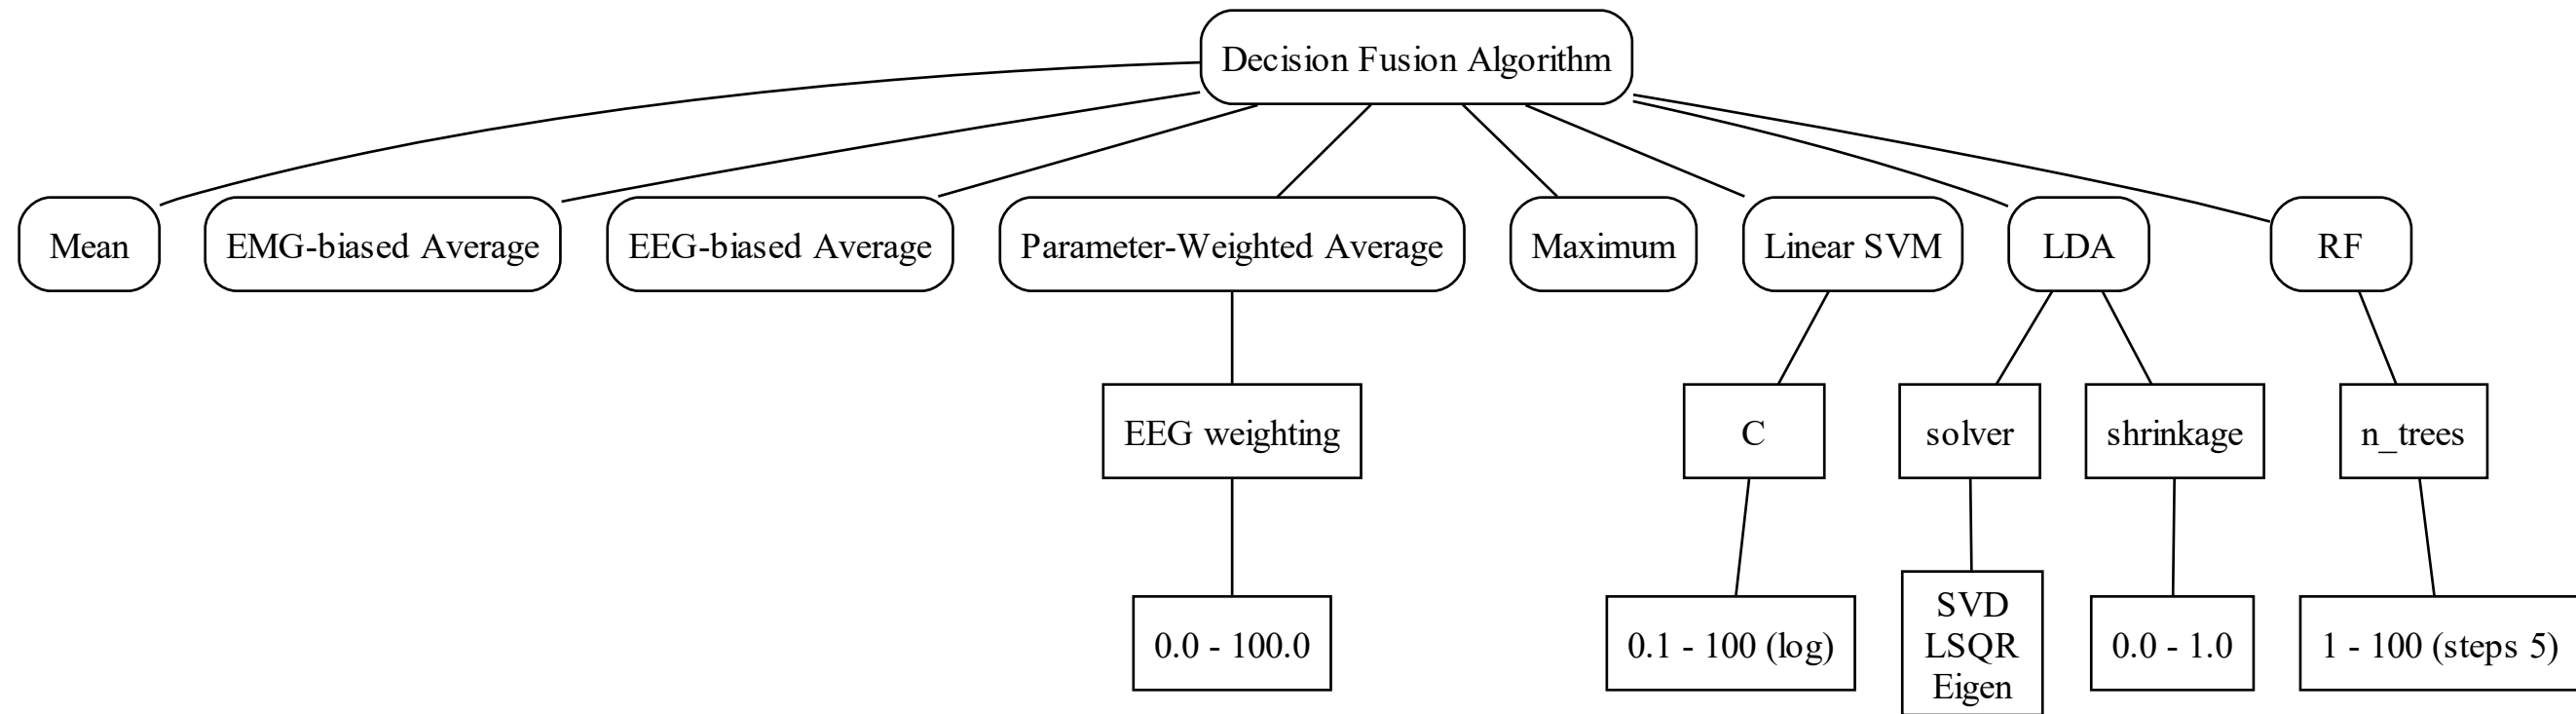 Decision Fusion Algorithm
Mean
EMG-biased Average
EEG-biased Average
Parameter-Weighted Average
Maximum
Linear SVM
LDA
RF
EEG weighting
C
solver
shrinkage
n_trees
0.0 - 100.0
0.1 - 100 (log)
SVD
LSQR
Eigen
0.0 - 1.0
1 - 100 (steps 5)